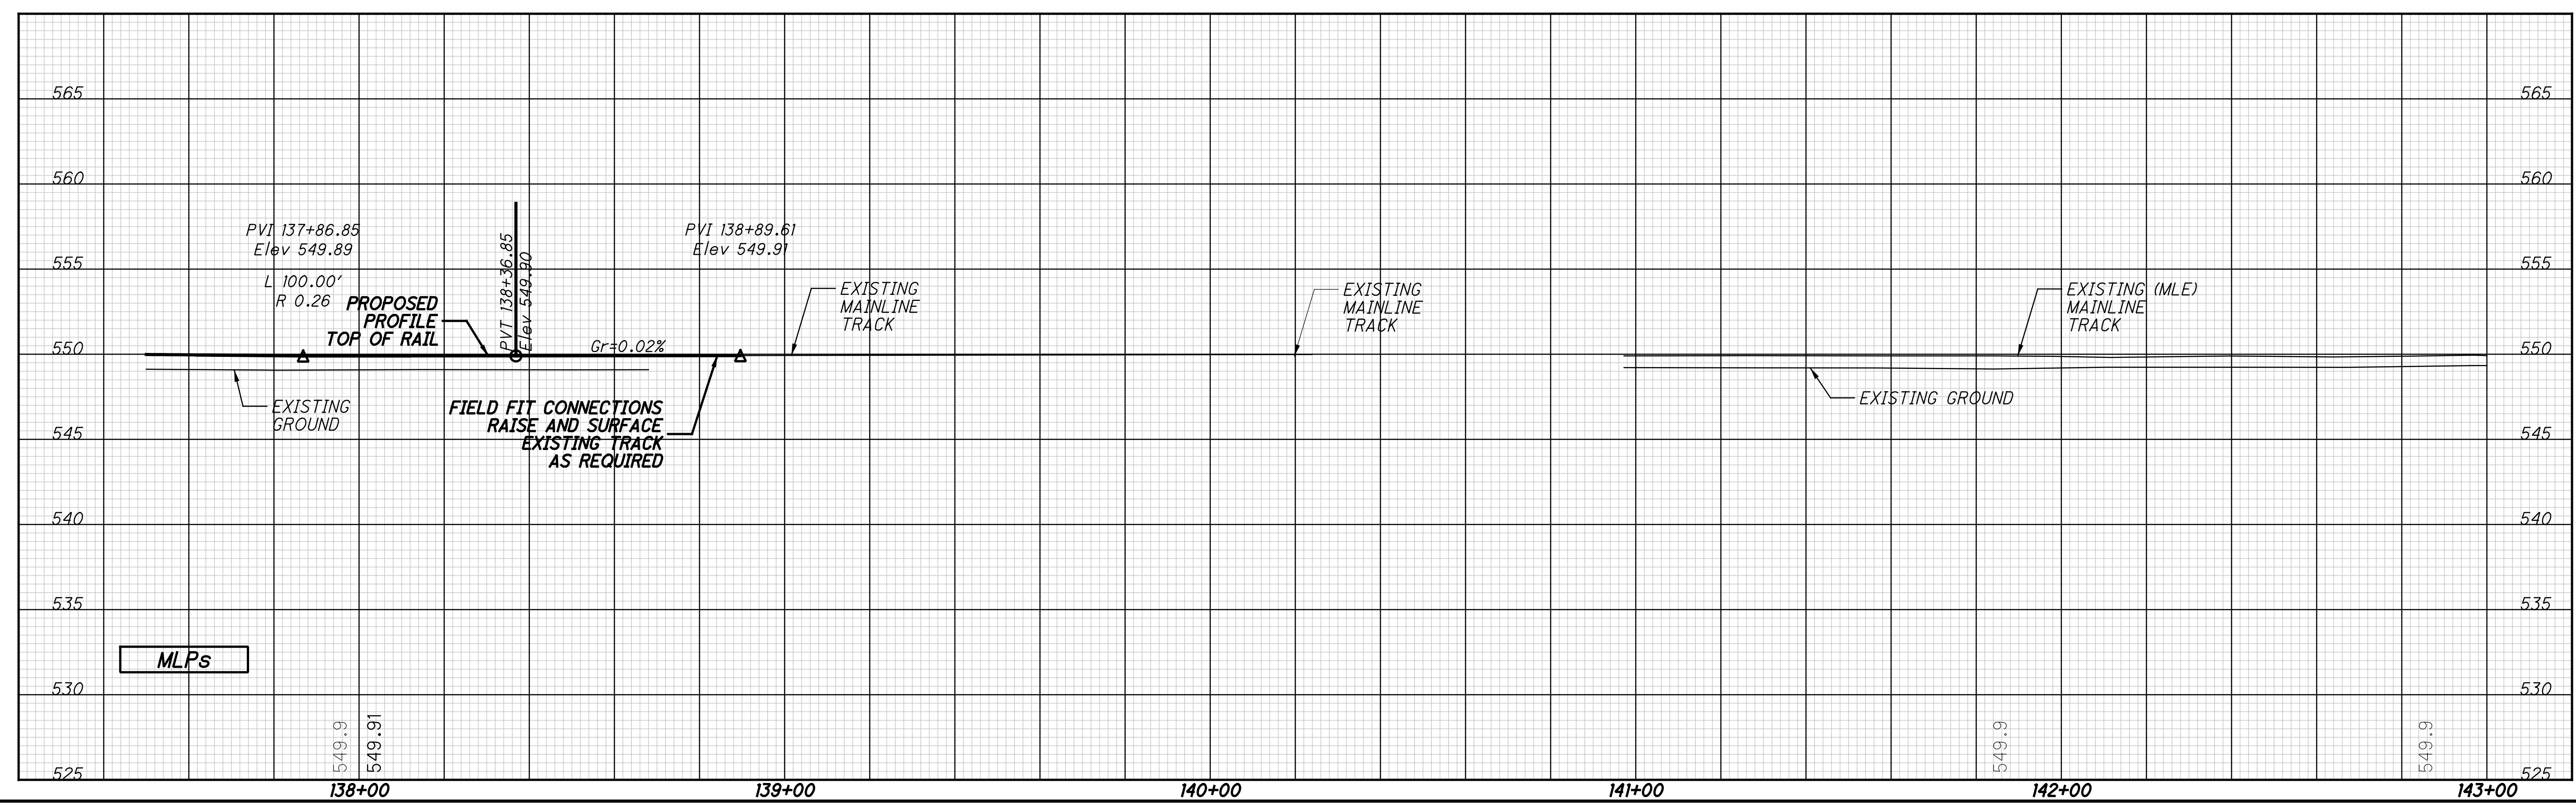 565
565
560
560
PVI 137+86.85
Elev 549.89
L 100.00'
R 0.26
PVT 138+36.85
Elev 549.90
PVI 138+89.61
Elev 549.91
555
555
PROPOSED
PROFILE
TOP OF RAIL
EXISTING
MAINLINE
TRACK
EXISTING
MAINLINE
TRACK
EXISTING (MLE)
MAINLINE
TRACK
550
Gr=0.02%
550
EXISTING
GROUND
FIELD FIT CONNECTIONS
RAISE AND SURFACE
EXISTING TRACK
AS REQUIRED
EXISTING GROUND
545
545
540
540
535
535
MLPs
530
530
549.9
549.91
549.9
549.9
525
525
138+00
139+00
140+00
141+00
142+00
143+00